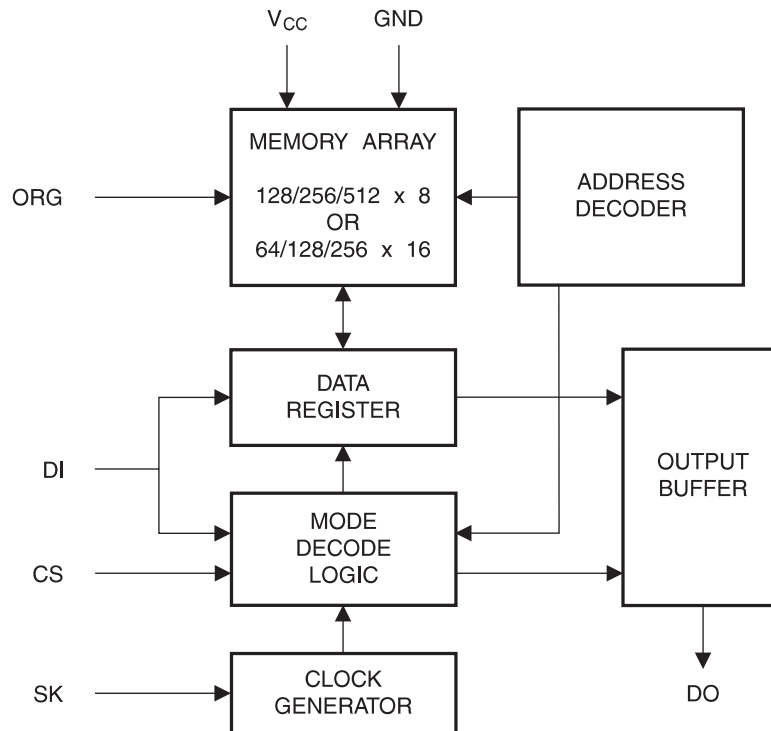 VCC
GND
MEMORY ARRAY
128/256/512 x 8
OR
64/128/256 x 16
ADDRESS
DECODER
ORG
DATA
REGISTER
DI
OUTPUT
BUFFER
MODE
DECODE
LOGIC
CS
CLOCK
GENERATOR
SK
DO